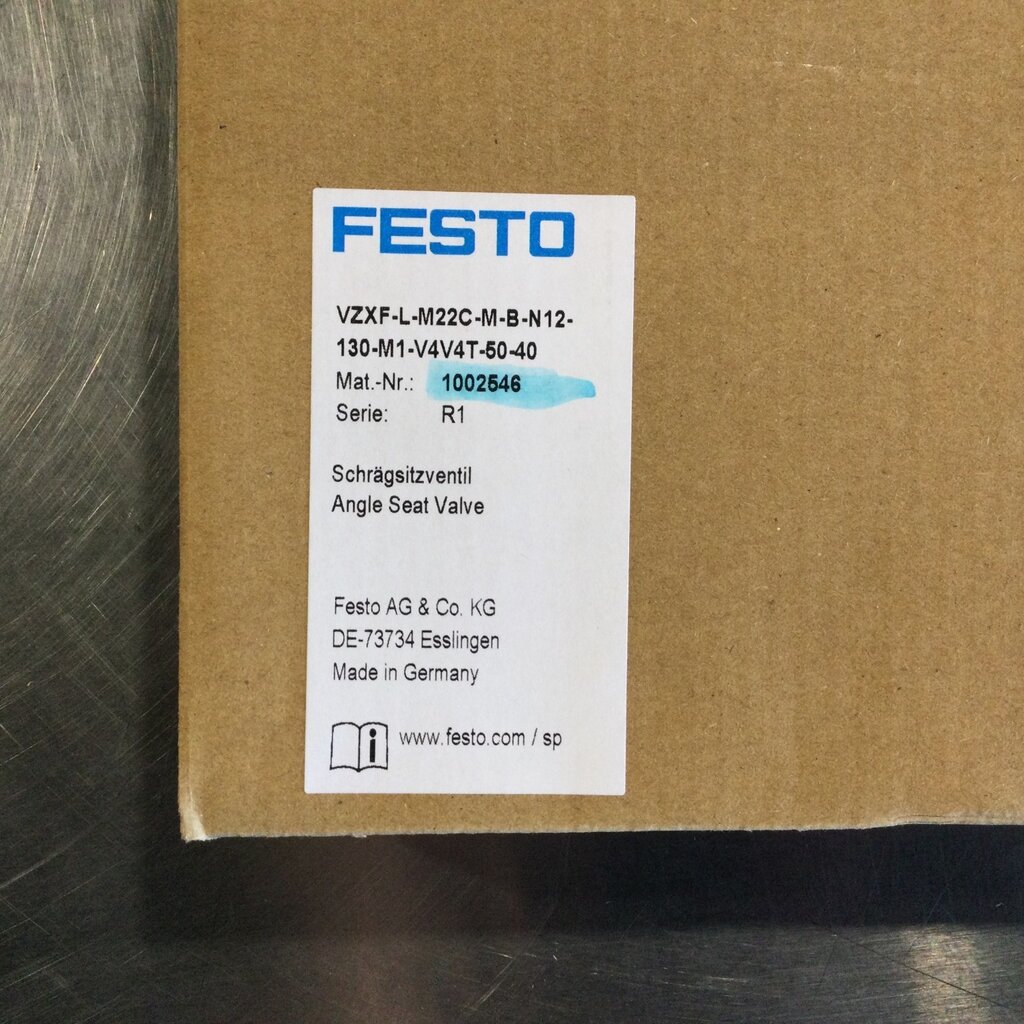 FESTO
VZXF-L-M22C-M-B-N12-
130-M1-V4V4T-50-40
Mat.-Nr.: 1002546
Serie: R1
Schrägsitzventil
Angle Seat Valve
Festo AG & Co. KG
DE-73734 Esslingen
Made in Germany
i www.festo.com / sp